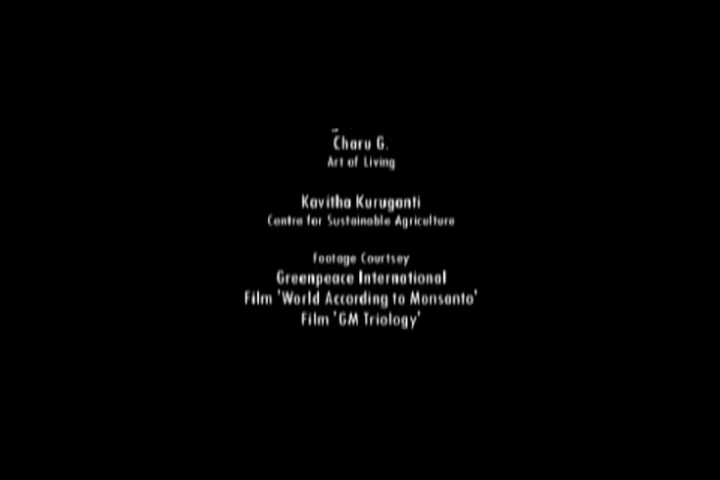 Charu G.
Art of Living
Kavitha Kuruganti
Centre for Sustainable Agriculture
Footage Courtsey
Greenpeace International
Film 'World According to Monsanto'
Film 'GM Triology'